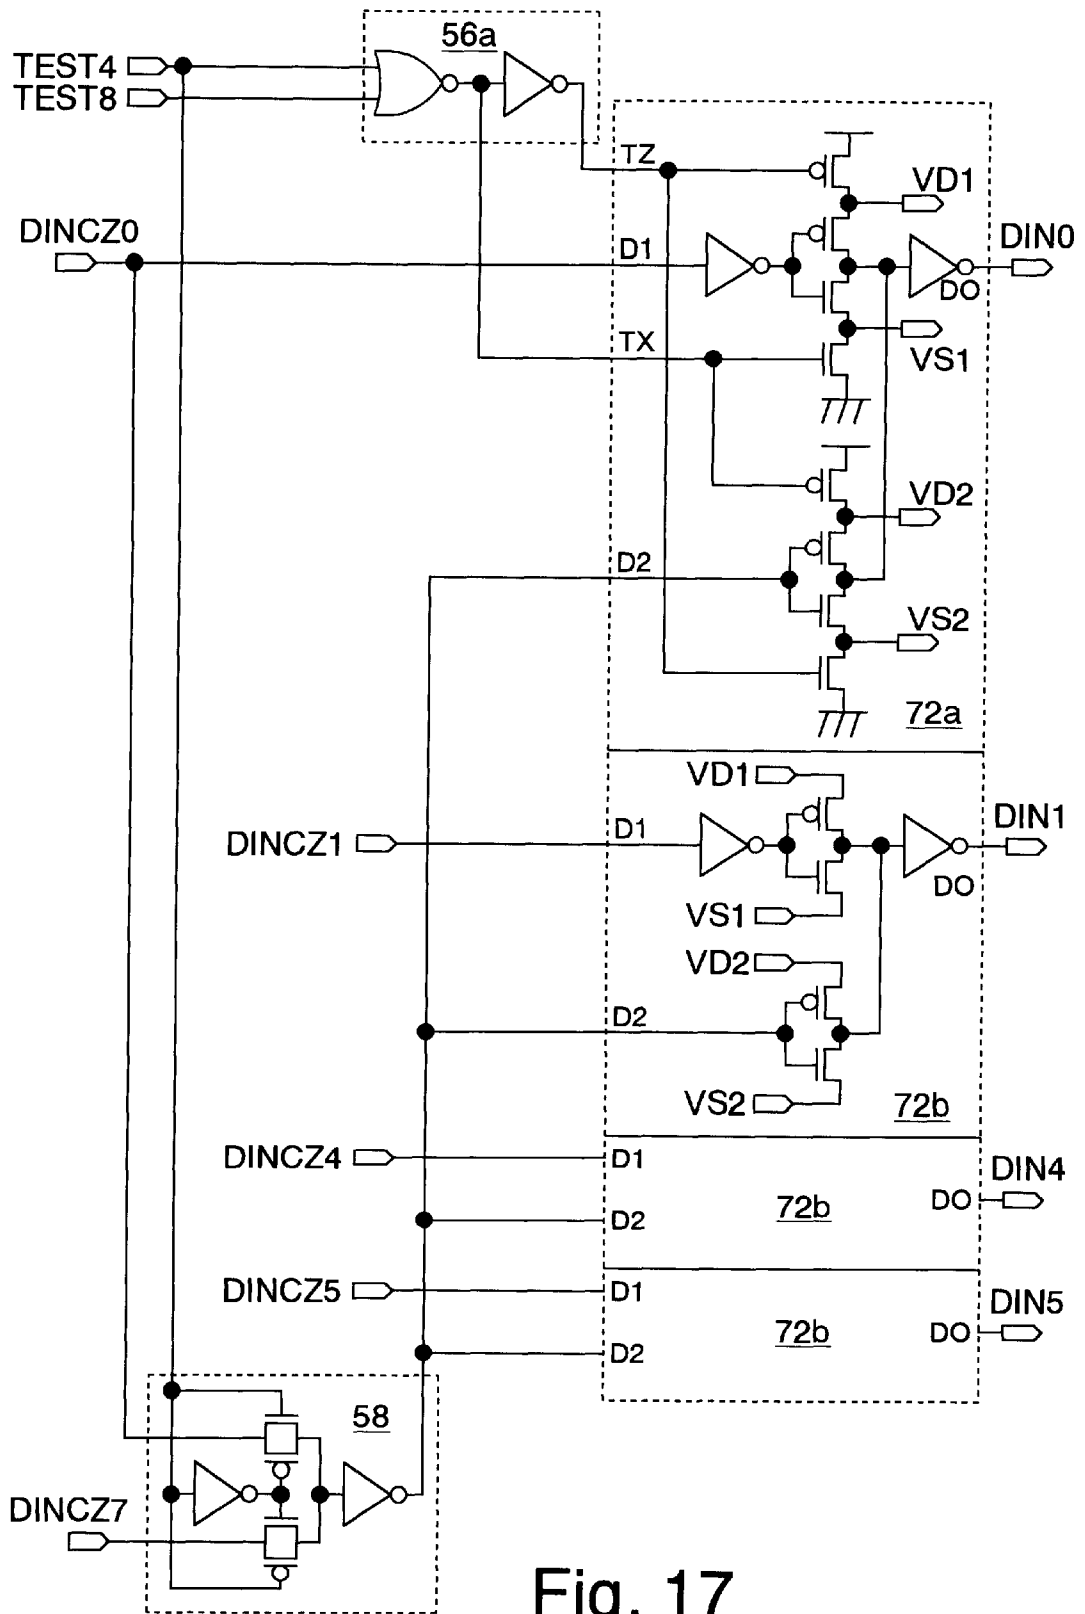 56a
TEST4
TEST8
TZ
VD1
DINCZ0
D1
DIN0
DO
TX
VS1
VD2
D2
VS2
72a
VD1
DINCZ1
D1
DIN1
DO
VS1
VD2
D2
VS2
72b
DINCZ4
D1
DIN4
72b
DO
D2
DINCZ5
D1
DIN5
72b
DO
D2
58
DINCZ7
Fig. 17